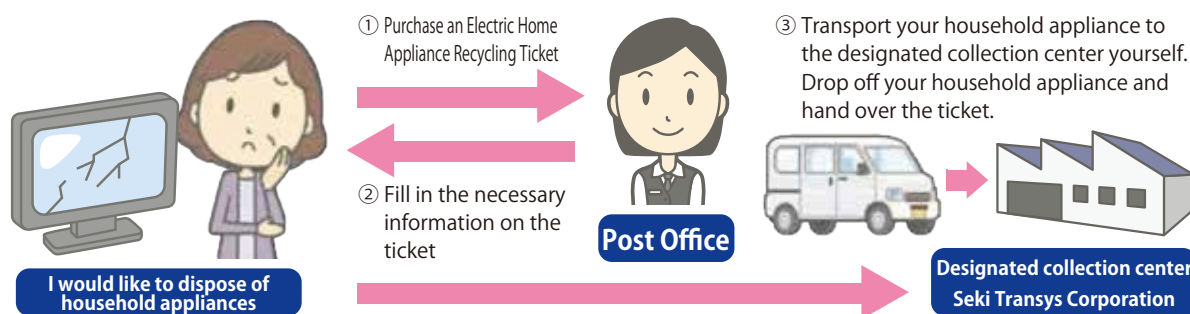 ① Purchase an Electric Home
Appliance Recycling Ticket
② Fill in the necessary
information on the
ticket
Post Office
③ Transport your household appliance to
the designated collection center yourself.
Drop off your household appliance and
hand over the ticket.
I would like to dispose of
household appliances
Designated collection center
Seki Transys Corporation